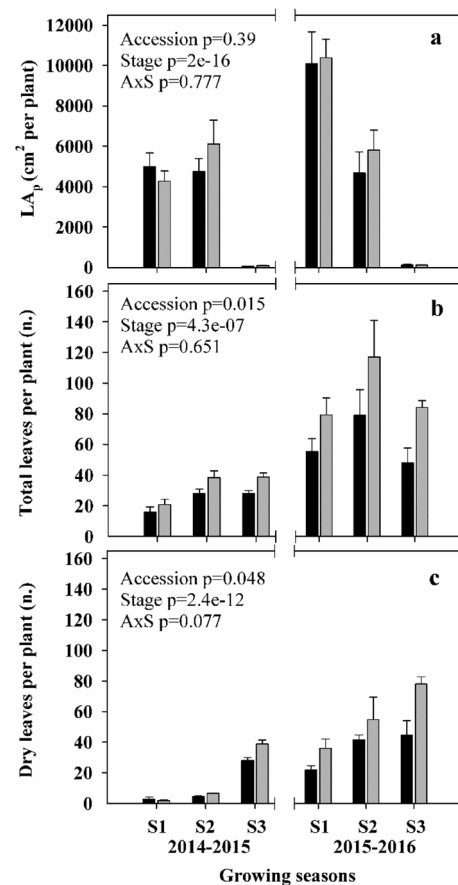 12000
10000
8000
6000
4000
2000
0
LAp (cm2 per plant)
Accession p=0.39
Stage p=2e-16
AxS p=0.777
a
160
140
120
100
80
60
40
20
0
Total leaves per plant (n.)
Accession p=0.015
Stage p=4.3e-07
AxS p=0.651
b
160
140
120
100
80
60
40
20
0
Dry leaves per plant (n.)
Accession p=0.048
Stage p=2.4e-12
AxS p=0.077
c
S1 S2 S3 S1 S2 S3
2014-2015 2015-2016
Growing seasons